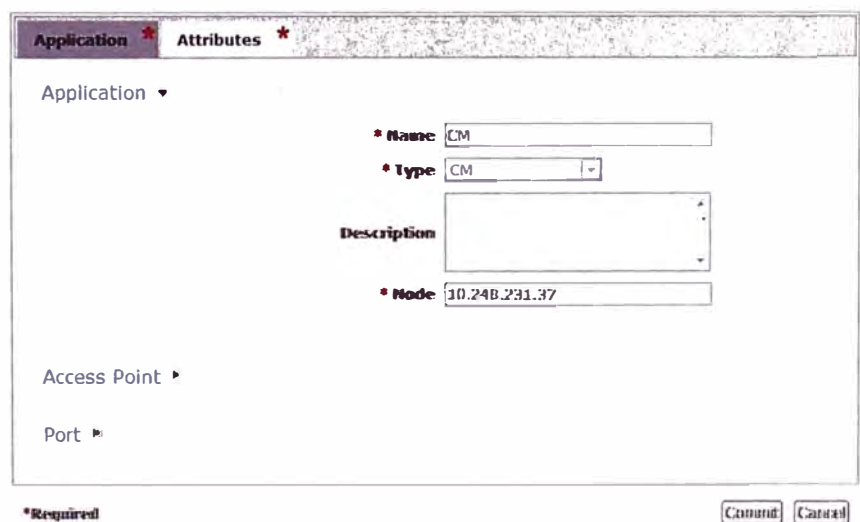 Application * Attributes *
Application
* Name CM
* Type CM
Description
* Node 10.248.231.37
Access Point
Port
*Required Commit Cancel